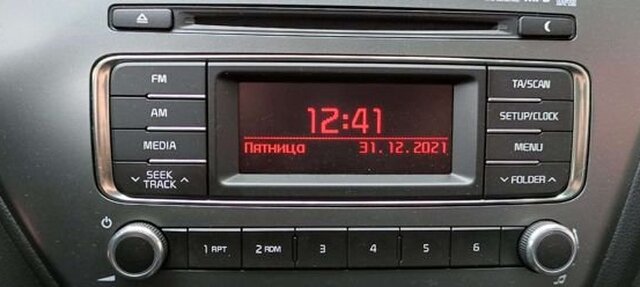 FM
AM
MEDIA
SEEK
TRACK
12:41
Пятница 31.12.2021
TA/SCAN
SETUP/CLOCK
MENU
FOLDER
1 RPT
2 RDM
3
4
5
6